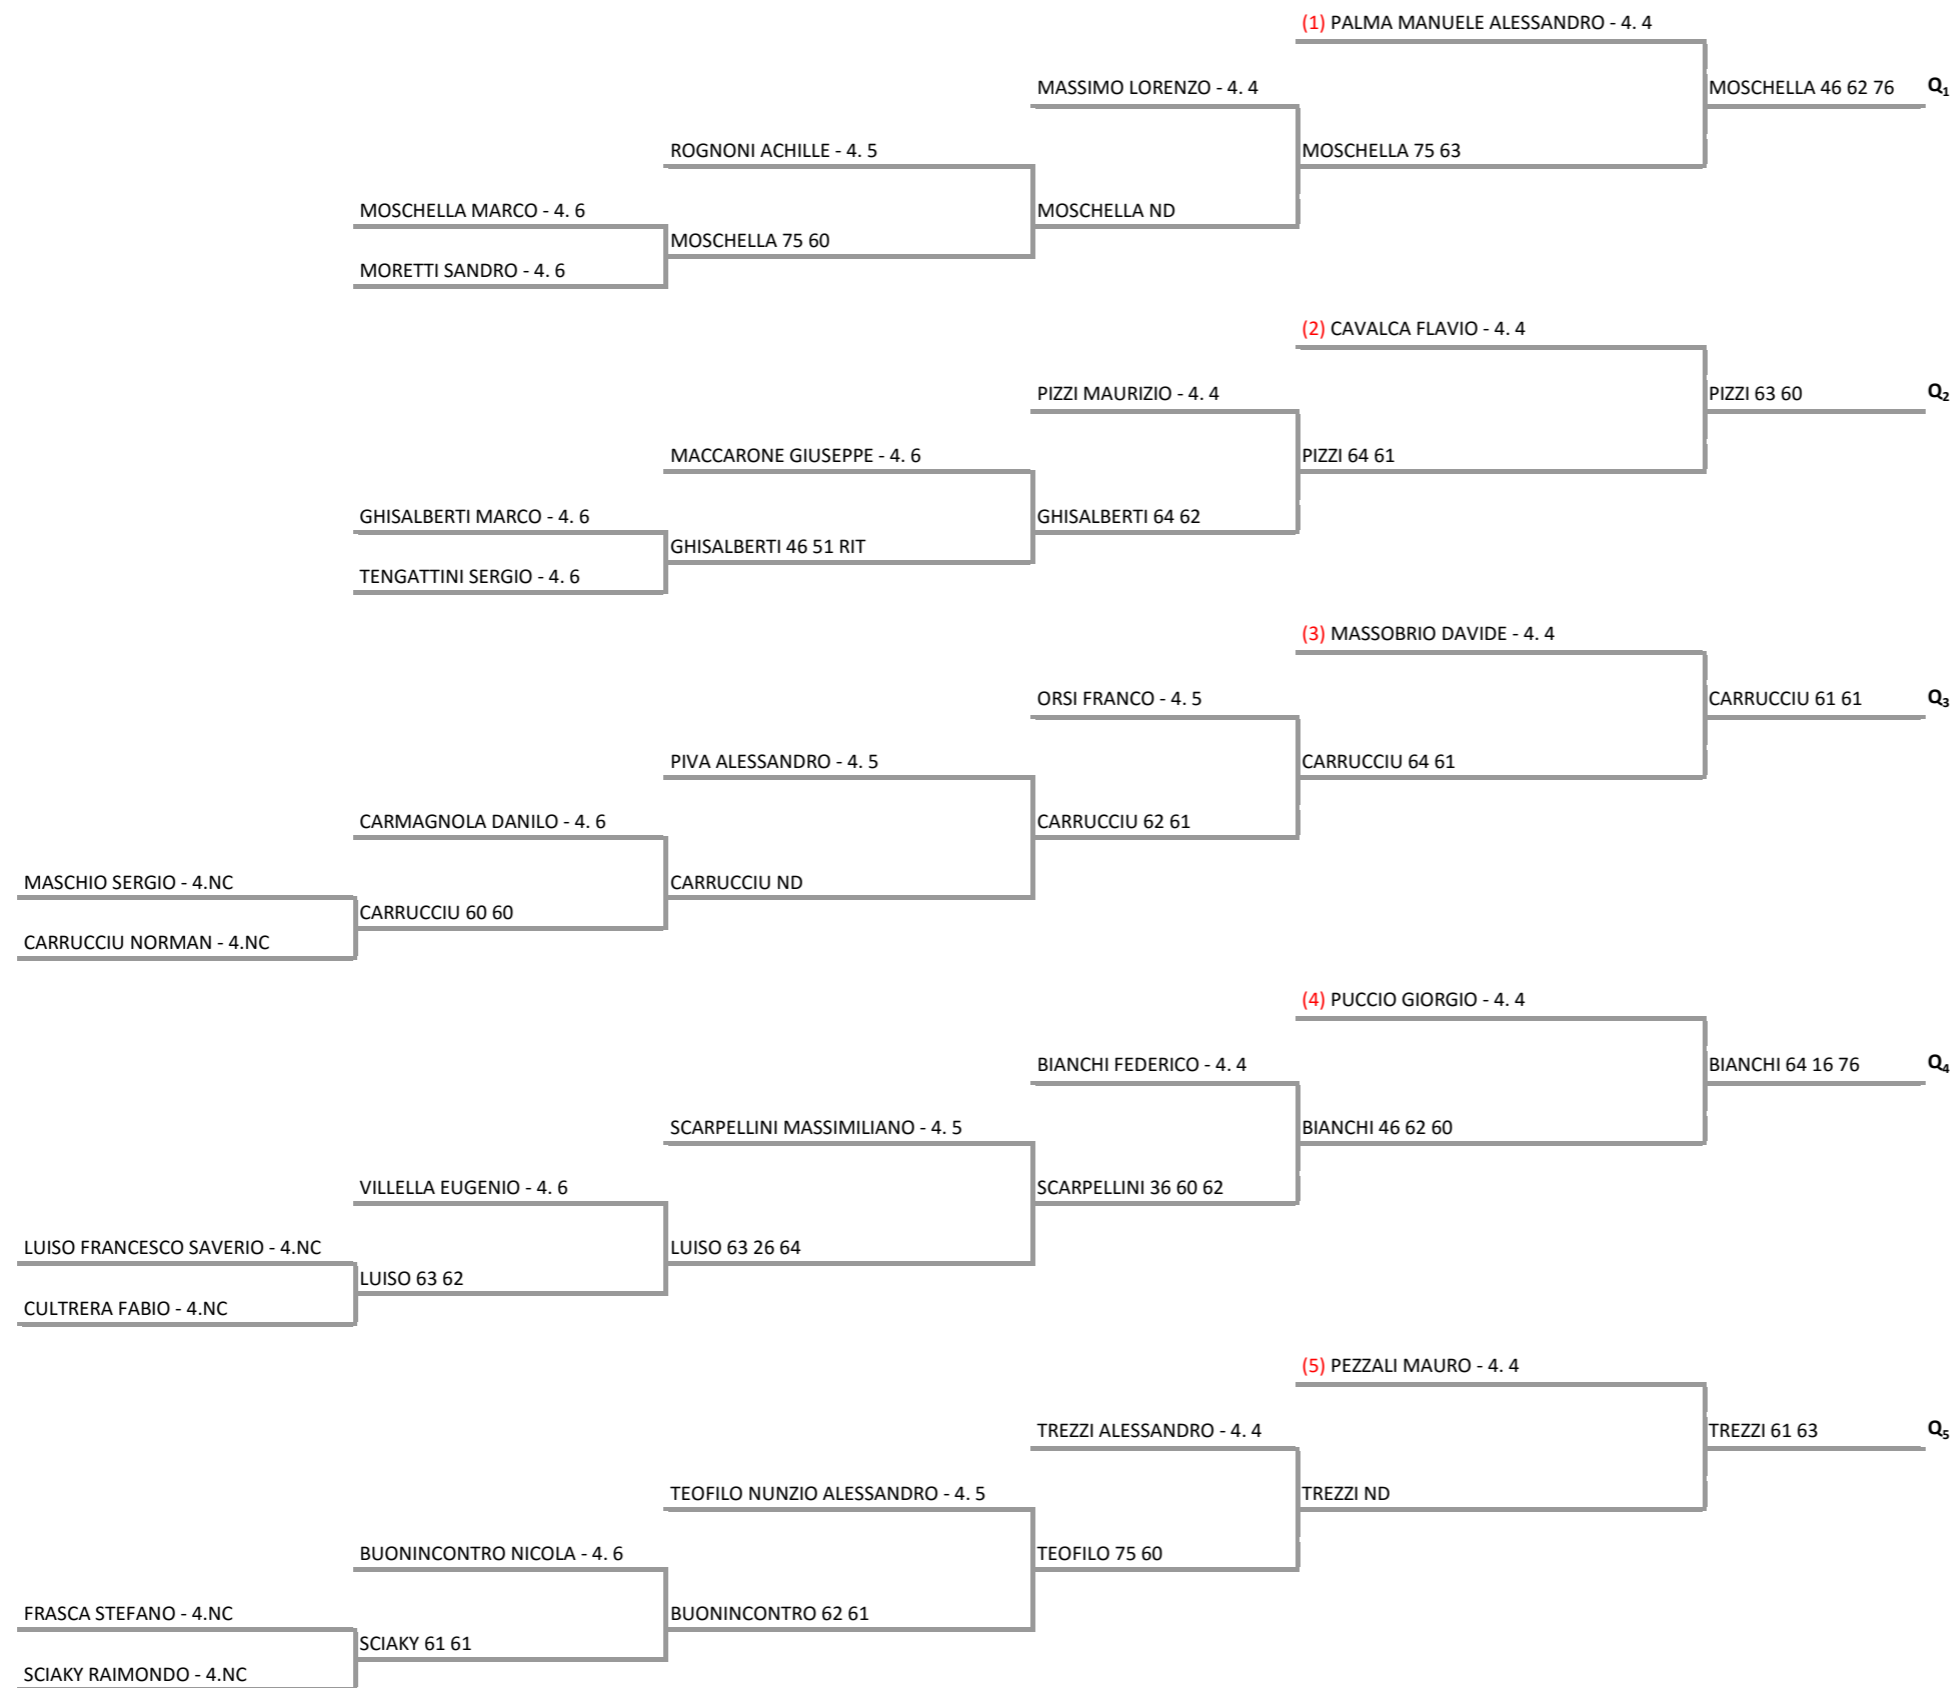 (1) PALMA MANUELE ALESSANDRO - 4. 4
MASSIMO LORENZO - 4. 4
MOSCHELLA 46 62 76
Q1
ROGNONI ACHILLE - 4. 5
MOSCHELLA 75 63
MOSCHELLA MARCO - 4. 6
MOSCHELLA ND
MOSCHELLA 75 60
MORETTI SANDRO - 4. 6
(2) CAVALCA FLAVIO - 4. 4
PIZZI MAURIZIO - 4. 4
PIZZI 63 60
Q2
MACCARONE GIUSEPPE - 4. 6
PIZZI 64 61
GHISALBERTI MARCO - 4. 6
GHISALBERTI 64 62
GHISALBERTI 46 51 RIT
TENGATTINI SERGIO - 4. 6
(3) MASSOBRIO DAVIDE - 4. 4
ORSI FRANCO - 4. 5
CARRUCCIU 61 61
Q3
PIVA ALESSANDRO - 4. 5
CARRUCCIU 64 61
CARMAGNOLA DANILO - 4. 6
CARRUCCIU 62 61
MASCHIO SERGIO - 4.NC
CARRUCCIU ND
CARRUCCIU 60 60
CARRUCCIU NORMAN - 4.NC
(4) PUCCIO GIORGIO - 4. 4
BIANCHI FEDERICO - 4. 4
BIANCHI 64 16 76
Q4
SCARPELLINI MASSIMILIANO - 4. 5
BIANCHI 46 62 60
VILLELLA EUGENIO - 4. 6
SCARPELLINI 36 60 62
LUISO FRANCESCO SAVERIO - 4.NC
LUISO 63 26 64
LUISO 63 62
CULTRERA FABIO - 4.NC
(5) PEZZALI MAURO - 4. 4
TREZZI ALESSANDRO - 4. 4
TREZZI 61 63
Q5
TEOFILO NUNZIO ALESSANDRO - 4. 5
TREZZI ND
BUONINCONTRO NICOLA - 4. 6
TEOFILO 75 60
FRASCA STEFANO - 4.NC
BUONINCONTRO 62 61
SCIAKY 61 61
SCIAKY RAIMONDO - 4.NC